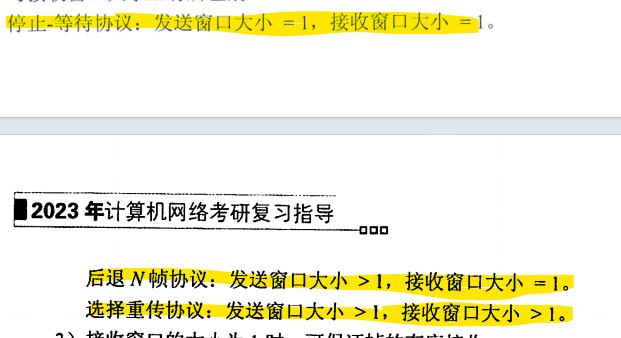 停止-等待协议：发送窗口大小 =1，接收窗口大小 =1。
2023 年计算机网络考研复习指导
后退 N 帧协议：发送窗口大小 >1，接收窗口大小 =1。
选择重传协议：发送窗口大小 >1，接收窗口大小 >1。